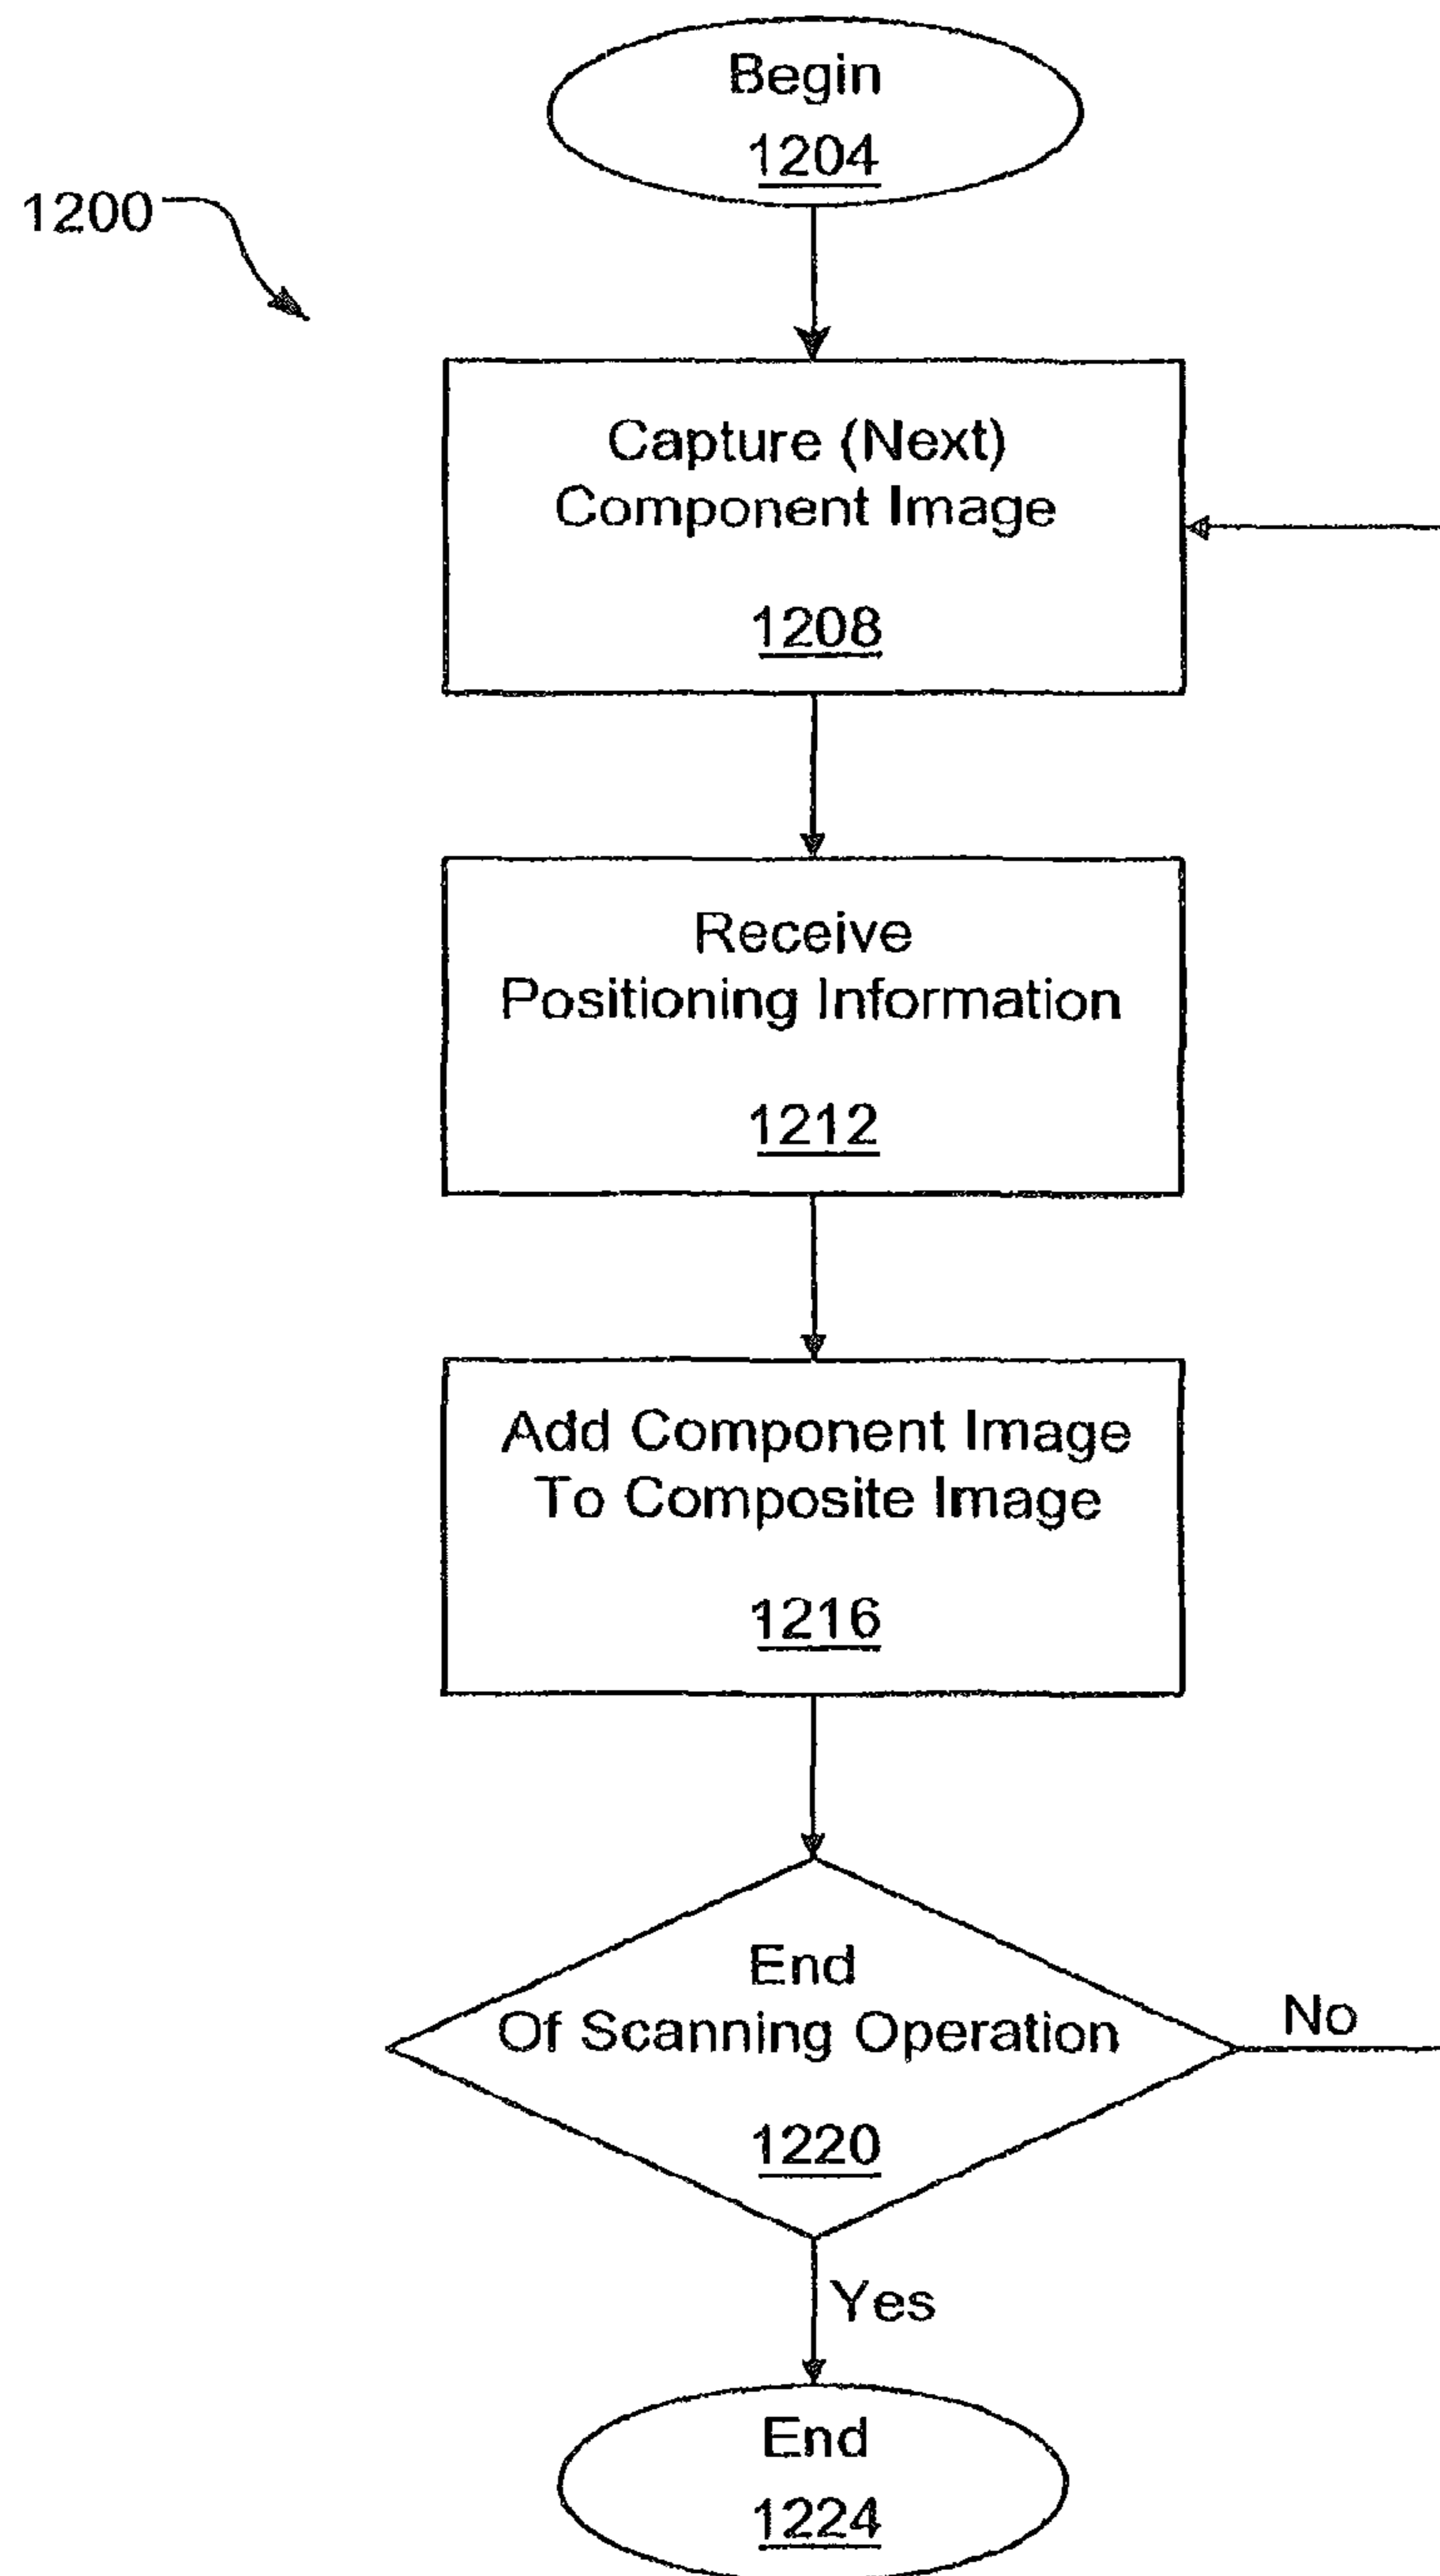 Begin
1204
1200
Capture (Next)
Component Image
1208
Receive
Positioning Information
1212
Add Component Image
To Composite Image
1216
End
Of Scanning Operation
1220
No
Yes
End
1224